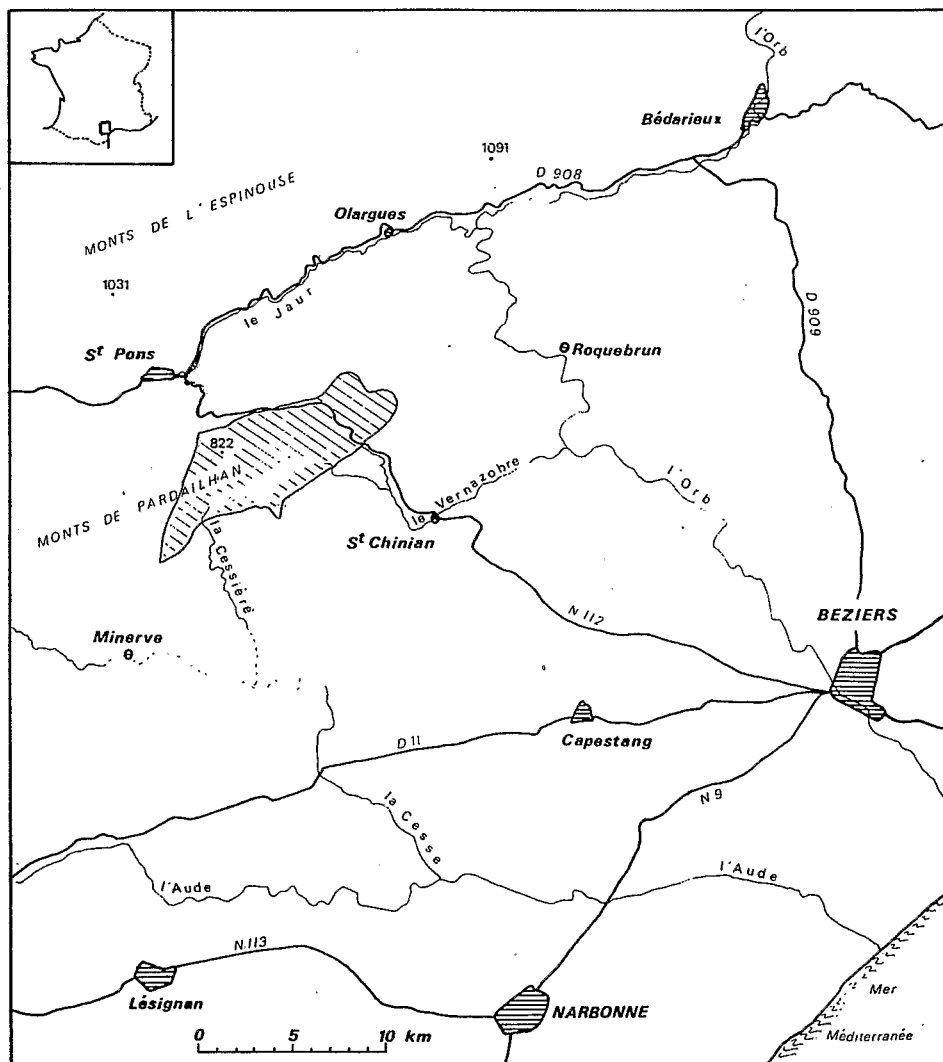 l'Orb
Bédarieux
1091
D 908
MONTS DE L'ESPINOUSE
Olargues
1031
le Jaur
D 909
St Pons
Roquebrun
822
MONTS DE PARDAILHAN
le Vernazobre
l'Orb
St Chinian
la Cessière
N 112
BEZIERS
Minerve
Capestang
D 11
N 9
la Cesse
l'Aude
l'Aude
N 113
Lésignan
NARBONNE
Mer
Méditerranée
0 5 10
km